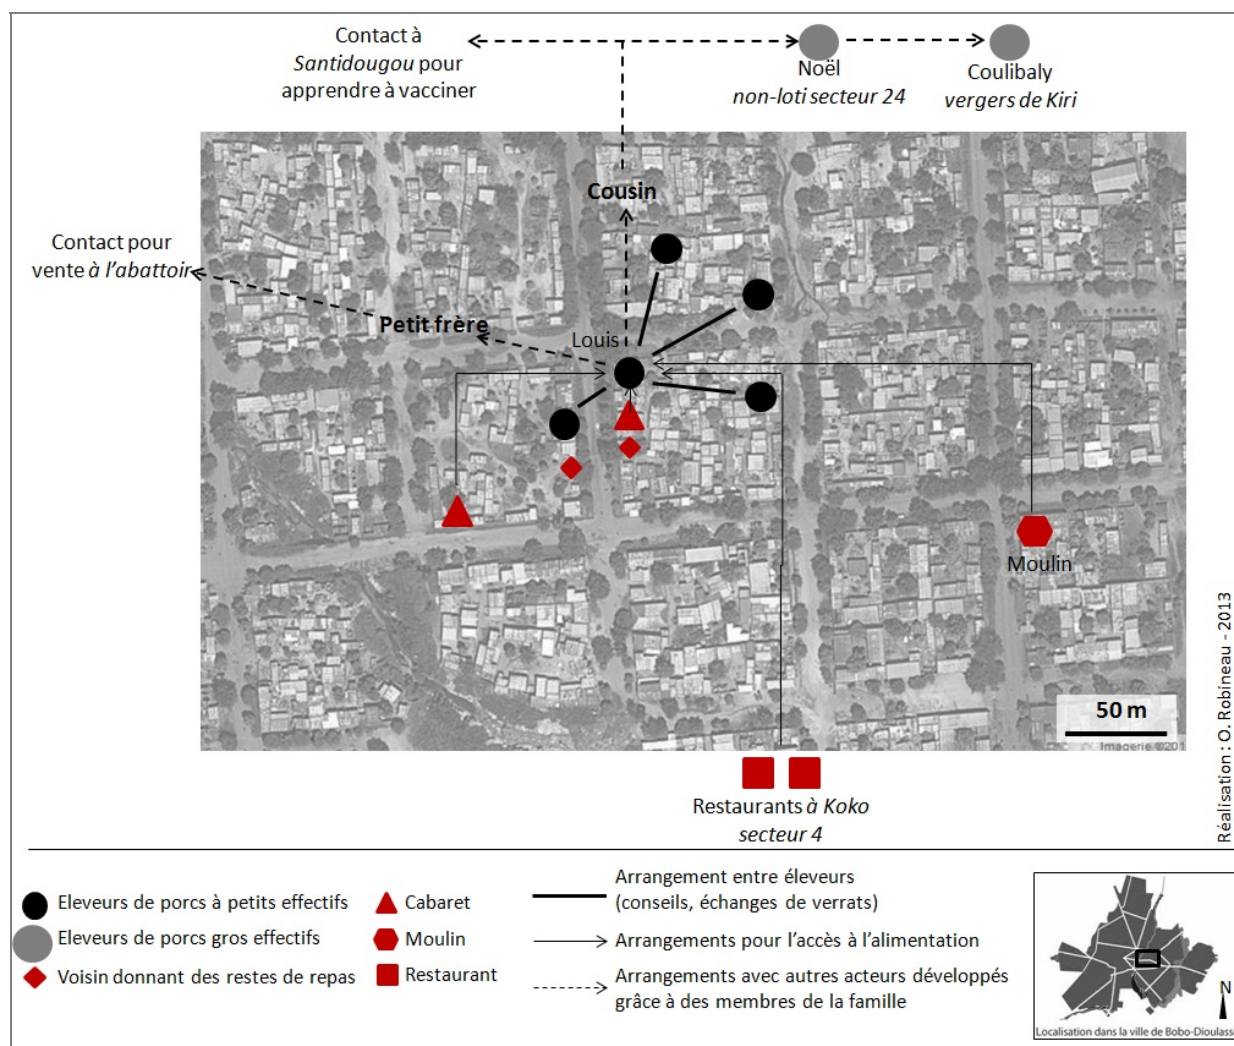 Contact à
Santidougou pour
apprendre à vacciner
Noël
non-loti secteur 24
Coulibaly
vergers de Kiri
Cousin
Contact pour
vente à l'abattoir
Petit frère
Louis
Moulin
50 m
Imagerie ©201
Restaurants à Koko
secteur 4
Réalisation : O. Robineau - 2013
Eleveurs de porcs à petits effectifs
Eleveurs de porcs gros effectifs
Voisin donnant des restes de repas
Cabaret
Moulin
Restaurant
Arrangement entre éleveurs
(conseils, échanges de verrats)
Arrangements pour l'accès à l'alimentation
Arrangements avec autres acteurs développés
grâce à des membres de la famille
N
Localisation dans la ville de Bobo-Dioulasso